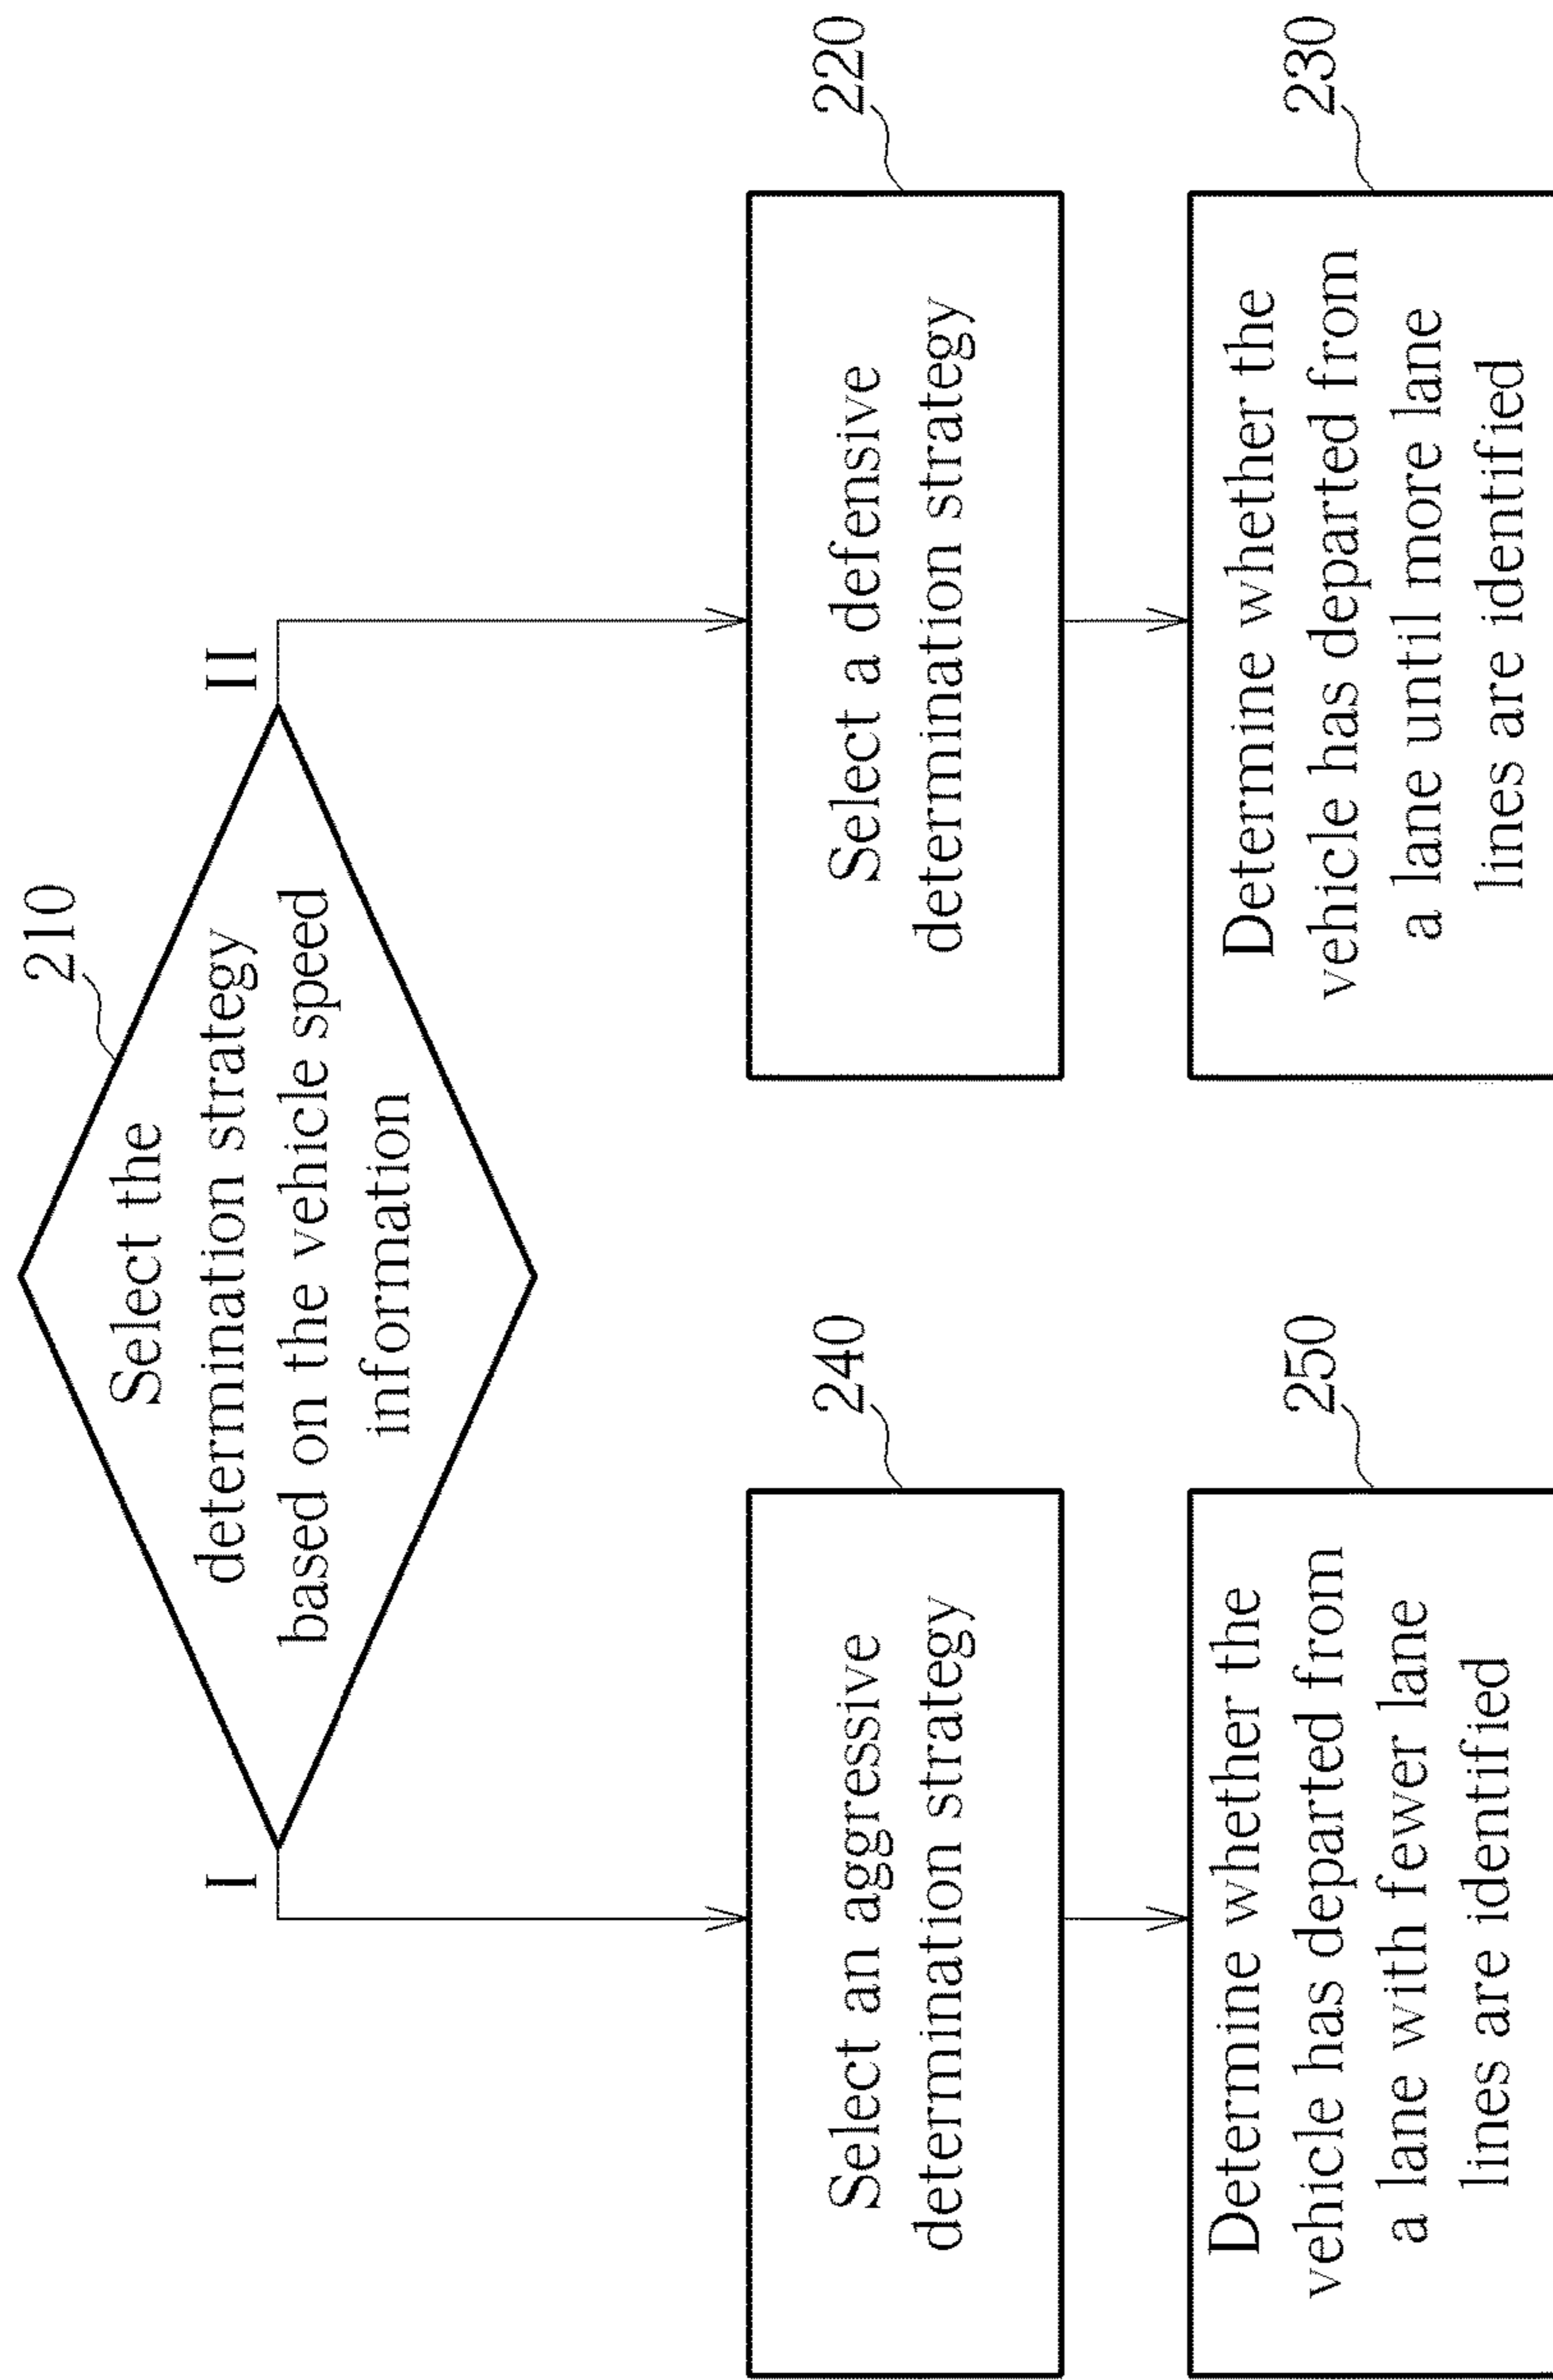 210
Select the
determination strategy
based on the vehicle speed
information
I
II
240
Select an aggressive
determination strategy
220
Select a defensive
determination strategy
250
Determine whether the
vehicle has departed from
a lane with fewer lane
lines are identified
230
Determine whether the
vehicle has departed from
a lane until more lane
lines are identified